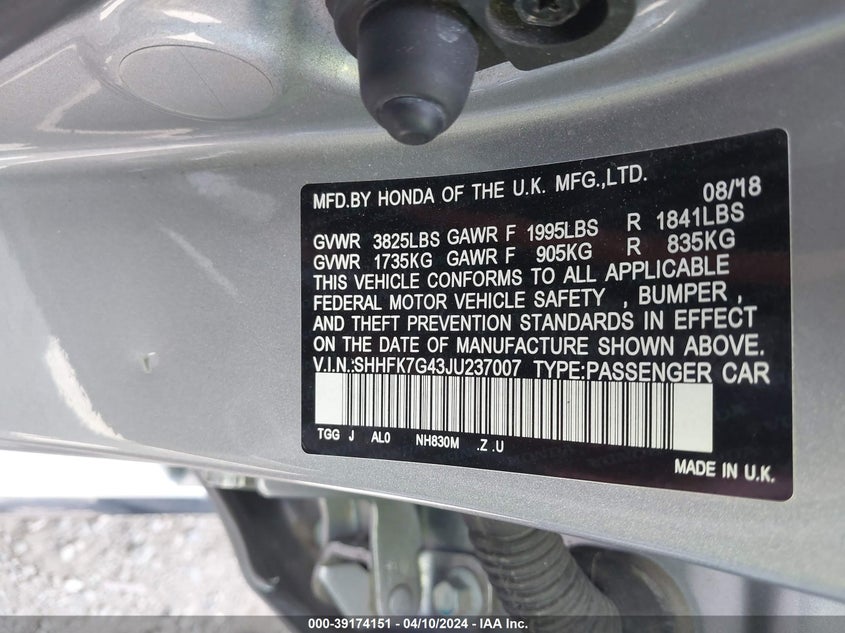 MFD.BY HONDA OF THE U.K. MFG.,LTD. 08/'18
GVWR 3825LBS GAWR F 1995LBS R 1841LBS
GVWR 1735KG GAWR F 905KG R 835KG
THIS VEHICLE CONFORMS TO ALL APPLICABLE
FEDERAL MOTOR VEHICLE SAFETY , BUMPER ,
AND THEFT PREVENTION STANDARDS IN EFFECT
ON THE DATE OF MANUFACTURE SHOWN ABOVE.
V.I.N.:SHHFK7G43JU237007 TYPE:PASSENGER CAR
TGG J AL0 NH830M .Z .U
MADE IN U.K.
000-39174151 - 04/10/2024 - IAA Inc.